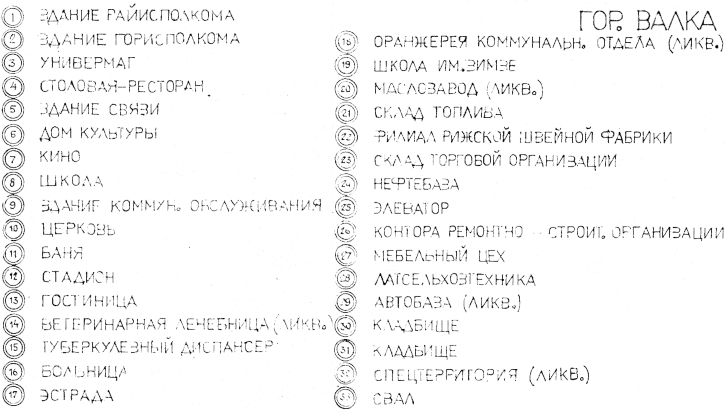 ГОР. ВАЛКА
1 ЗДАНИЕ РАЙИСПОЛКОМА
2 ЗДАНИЕ ГОРИСПОЛКОМА
3 УНИВЕРМАГ
4 СТОЛОВАЯ-РЕСТОРАН
5 ЗДАНИЕ СВЯЗИ
6 ДОМ КУЛЬТУРЫ
7 КИНО
8 ШКОЛА
9 ЗДАНИЕ КОММУН. ОБСЛУЖИВАНИЯ
10 ЦЕРКОВЬ
11 БАНЯ
12 СТАДИОН
13 ГОСТИНИЦА
14 ВЕТЕРИНАРНАЯ ЛЕЧЕБНИЦА (ЛИКВ.)
15 ТУБЕРКУЛЕЗНЫЙ ДИСПАНСЕР
16 БОЛЬНИЦА
17 ЭСТРАДА
18 ОРАНЖЕРЕЯ КОММУНАЛЬН. ОТДЕЛА (ЛИКВ.)
19 ШКОЛА ИМ. ЗИМЗЕ
20 МАСЛОЗАВОД (ЛИКВ.)
21 СКЛАД ТОПЛИВА
22 ФИЛИАЛ РИЖСКОЙ ШВЕЙНОЙ ФАБРИКИ
23 СКЛАД ТОРГОВОЙ ОРГАНИЗАЦИИ
24 НЕФТЕБАЗА
25 ЭЛЕВАТОР
26 КОНТОРА РЕМОНТНО - СТРОИТ. ОРГАНИЗАЦИИ
27 МЕБЕЛЬНЫЙ ЦЕХ
28 ЛАТСЕЛЬХОЗТЕХНИКА
29 АВТОБАЗА (ЛИКВ.)
30 КЛАДБИЩЕ
31 КЛАДБИЩЕ
32 СПЕЦТЕРРИТОРИЯ (ЛИКВ.)
33 СВАЛ